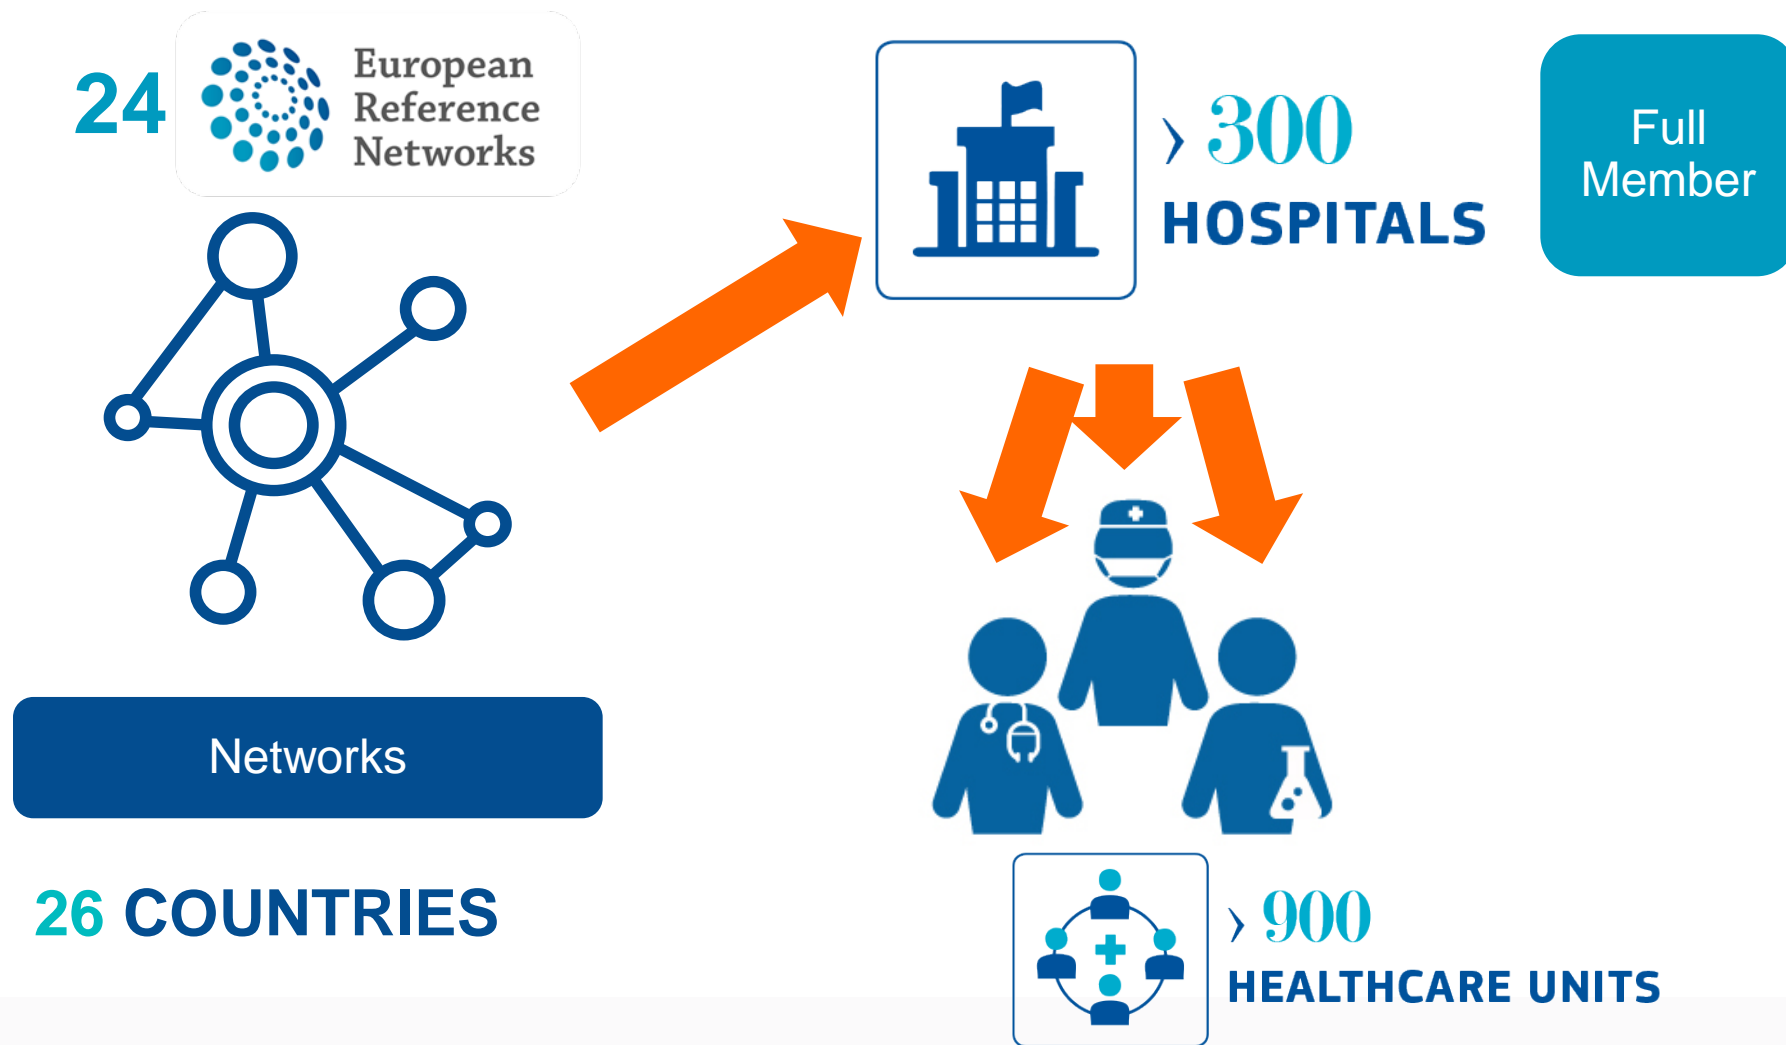 24
European
Reference
Networks
> 300
HOSPITALS
Full
Member
Networks
26 COUNTRIES
> 900
HEALTHCARE UNITS